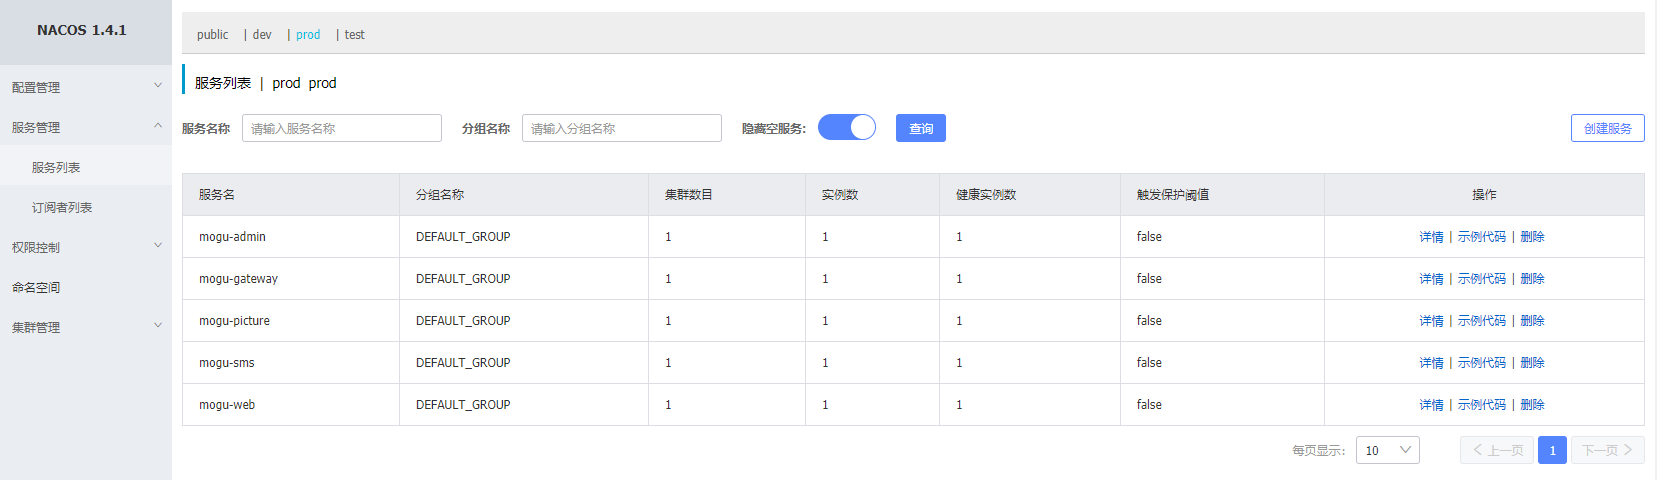 NACOS 1.4.1
配置管理
服务管理
服务列表
订阅者列表
权限控制
命名空间
集群管理
public | dev | prod | test
服务列表 | prod prod
服务名称 请输入服务名称 分组名称 请输入分组名称 隐藏空服务: 查询 创建服务
服务名 分组名称 集群数目 实例数 健康实例数 触发保护阈值 操作
mogu-admin DEFAULT_GROUP 1 1 1 false 详情 | 示例代码 | 删除
mogu-gateway DEFAULT_GROUP 1 1 1 false 详情 | 示例代码 | 删除
mogu-picture DEFAULT_GROUP 1 1 1 false 详情 | 示例代码 | 删除
mogu-sms DEFAULT_GROUP 1 1 1 false 详情 | 示例代码 | 删除
mogu-web DEFAULT_GROUP 1 1 1 false 详情 | 示例代码 | 删除
每页显示: 10 上一页 1 下一页